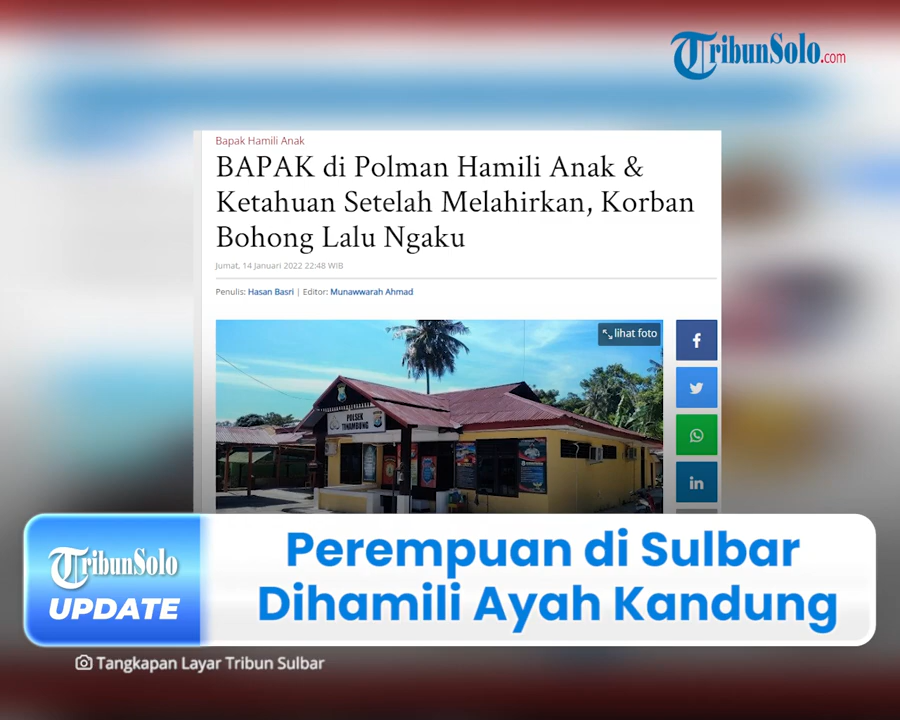 TribunSolo.com
Bapak Hamili Anak
BAPAK di Polman Hamili Anak &
Ketahuan Setelah Melahirkan, Korban
Bohong Lalu Ngaku
Jumat, 14 Januari 2022 22:48 WIB
Penulis: Hasan Basri | Editor: Munawwarah Ahmad
lihat foto
POLSEK
TINAMBUNG
TribunSolo
UPDATE
Perempuan di Sulbar
Dihamili Ayah Kandung
Tangkapan Layar Tribun Sulbar